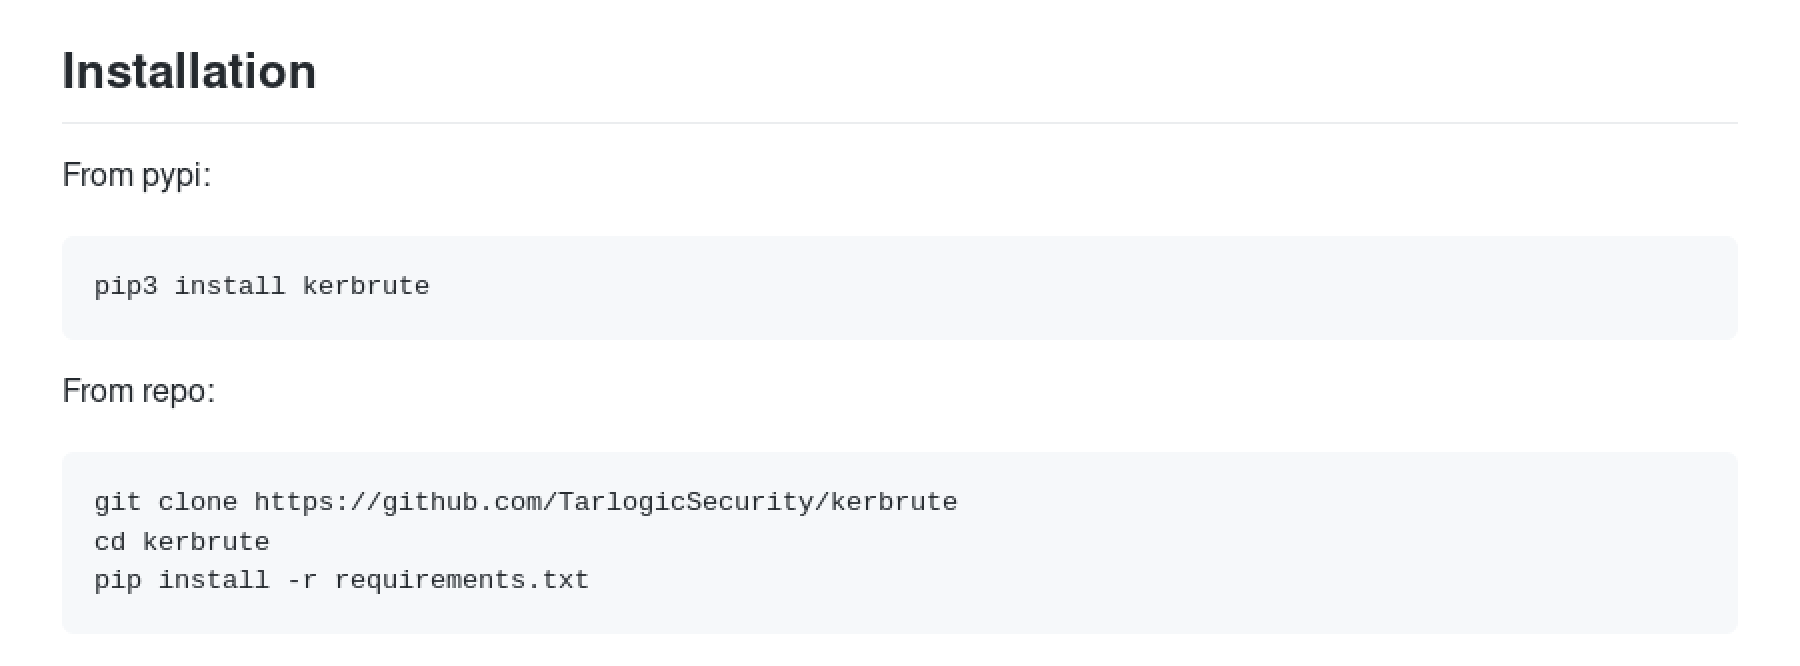 Installation
From pypi:
pip3 install kerbrute
From repo:
git clone https://github.com/TarlogicSecurity/kerbrute
cd kerbrute
pip install -r requirements.txt